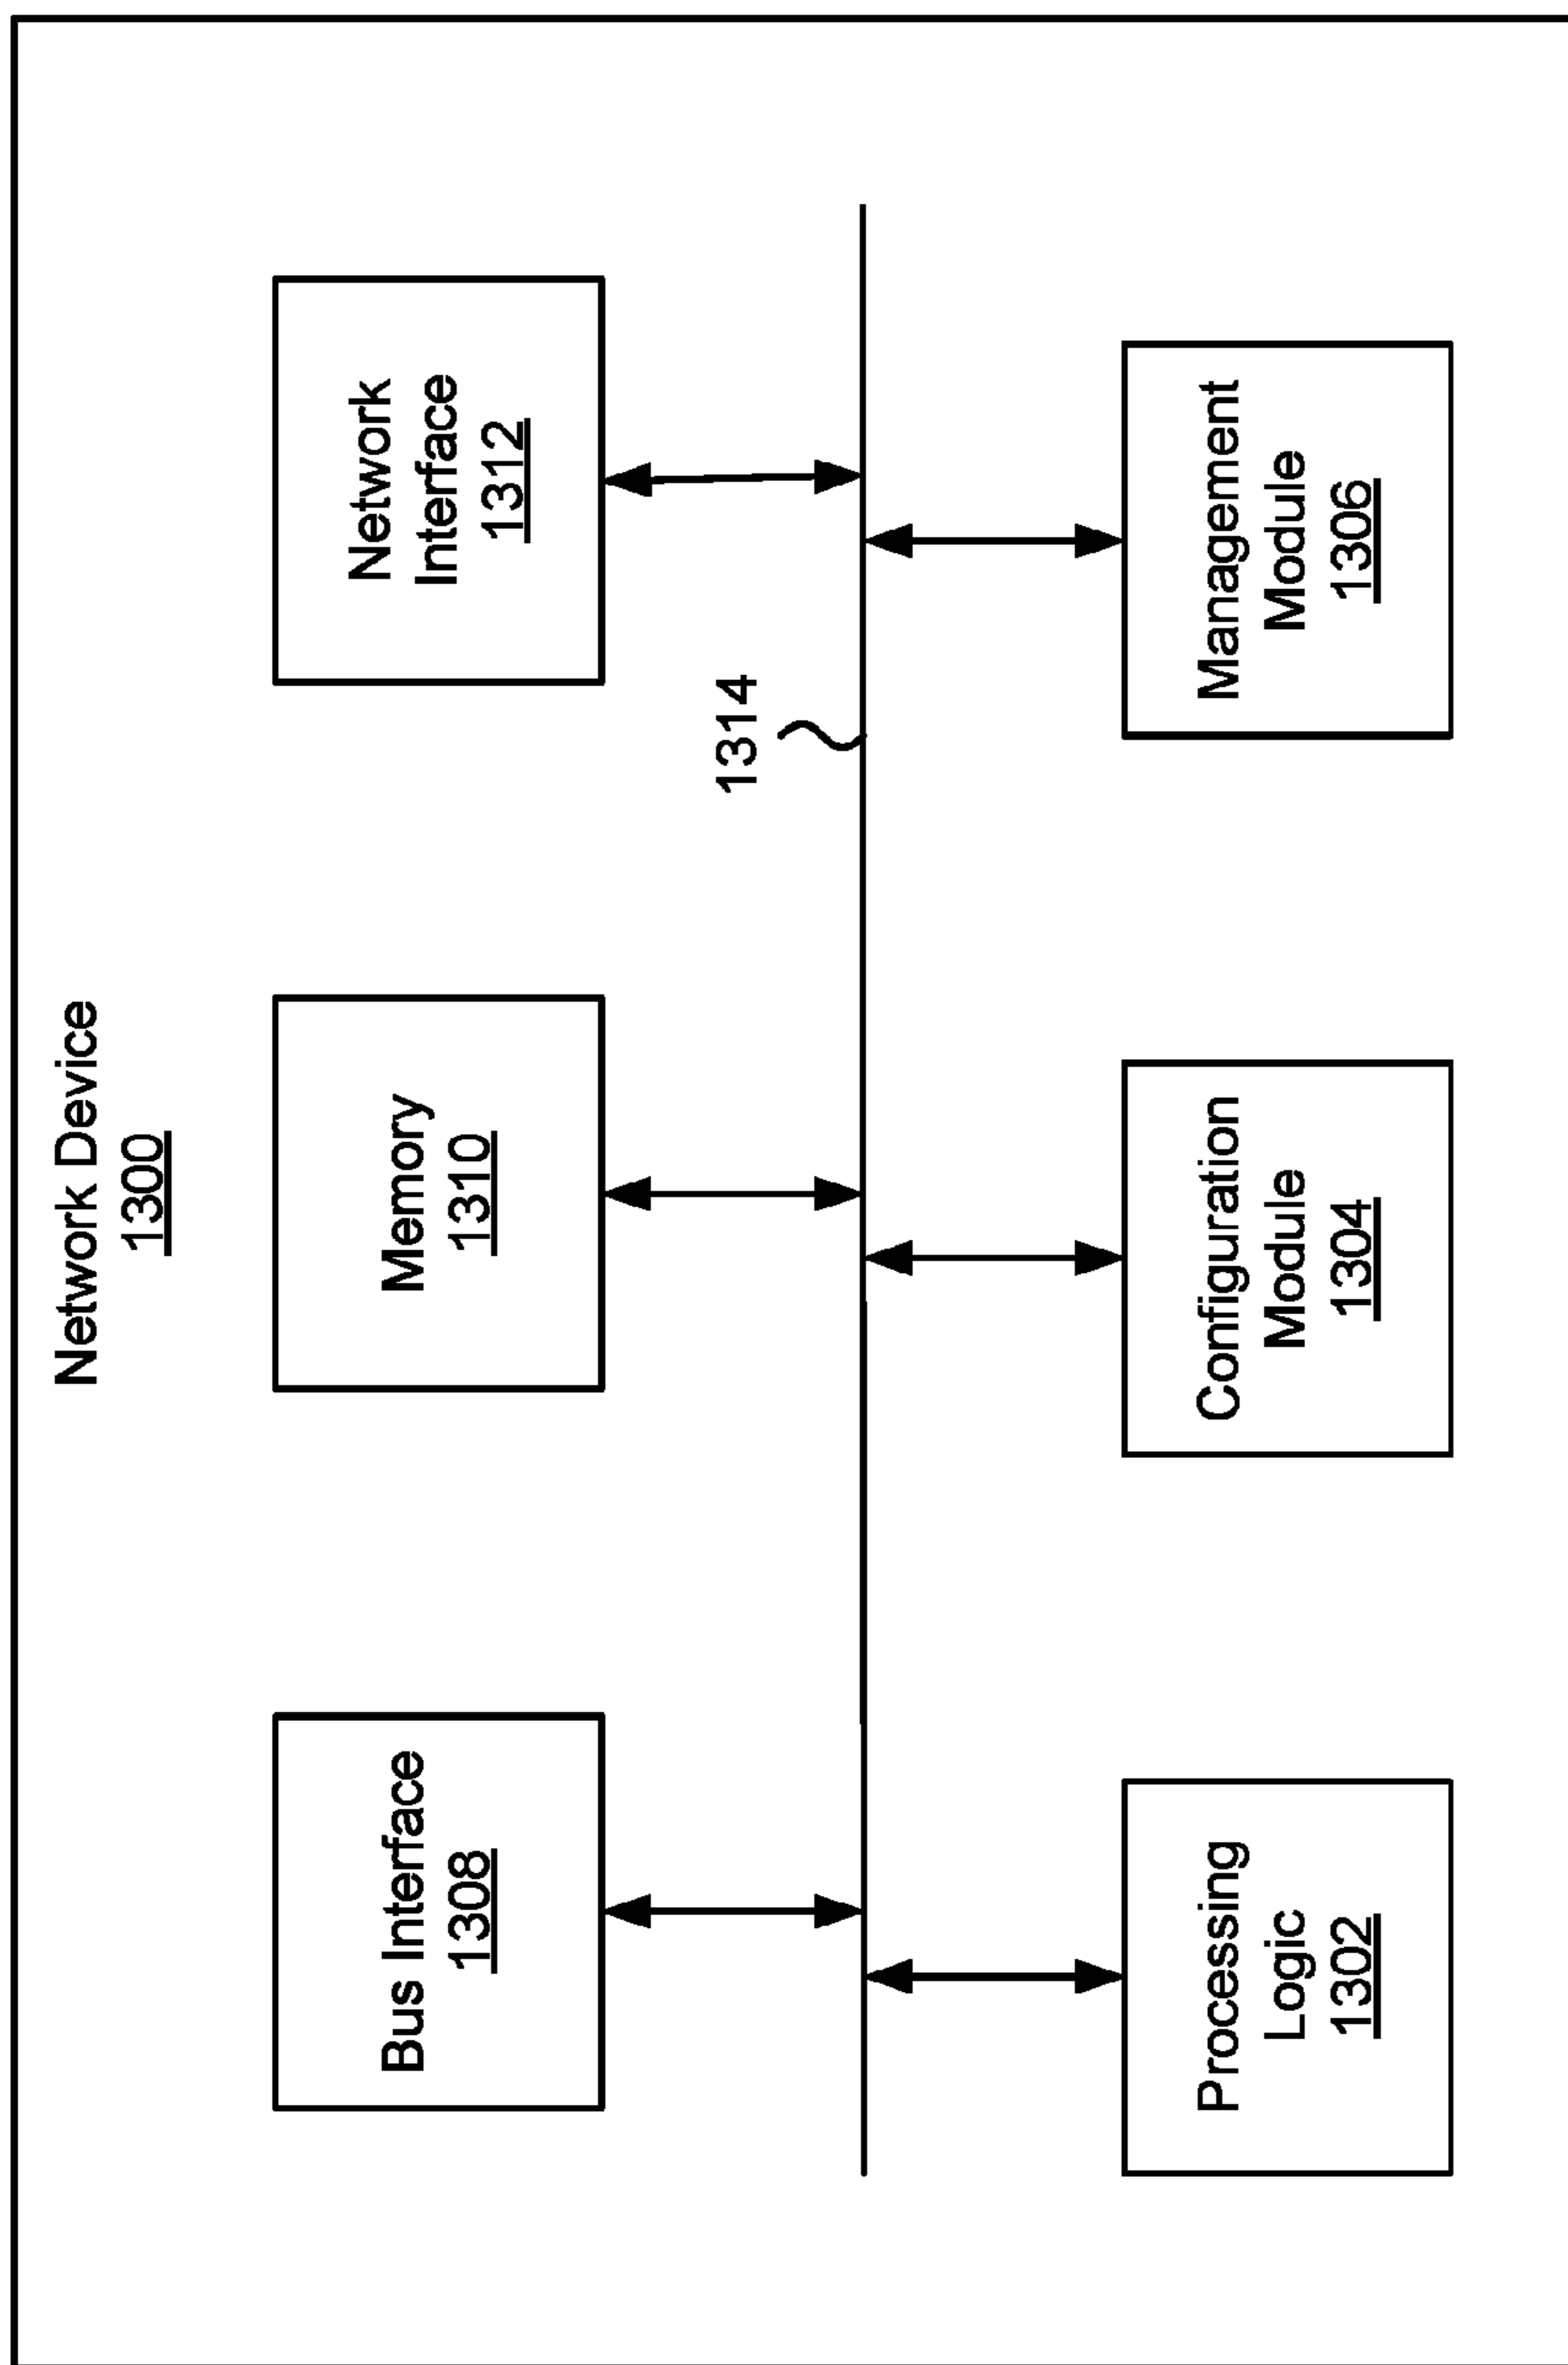 Network Device
1300
Bus Interface
1308
Memory
1310
Network
Interface
1312
1314
Processing
Logic
1302
Configuration
Module
1304
Management
Module
1306